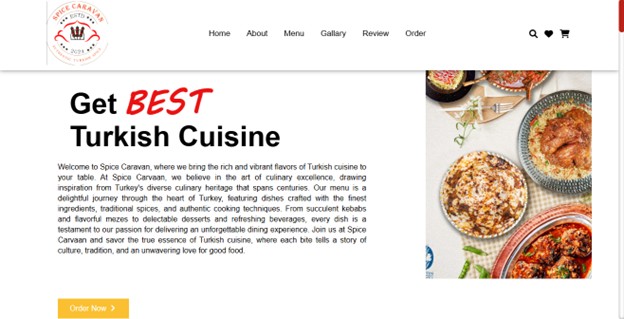 SPICE CARAVAN
ESTD
2024
Home About Menu Gallary Review Order
Get BEST
Turkish Cuisine
Welcome to Spice Caravan, where we bring the rich and vibrant flavors of Turkish cuisine to
your table. At Spice Carvaan, we believe in the art of culinary excellence, drawing
inspiration from Turkey's diverse culinary heritage that spans centuries. Our menu is a
delightful journey through the heart of Turkey, featuring dishes crafted with the finest
ingredients, traditional spices, and authentic cooking techniques. From succulent kebabs
and flavorful mezes to delectable desserts and refreshing beverages, every dish is a
testament to our passion for delivering an unforgettable dining experience. Join us at Spice
Carvaan and savor the true essence of Turkish cuisine, where each bite tells a story of
culture, tradition, and an unwavering love for good food.
Order Now